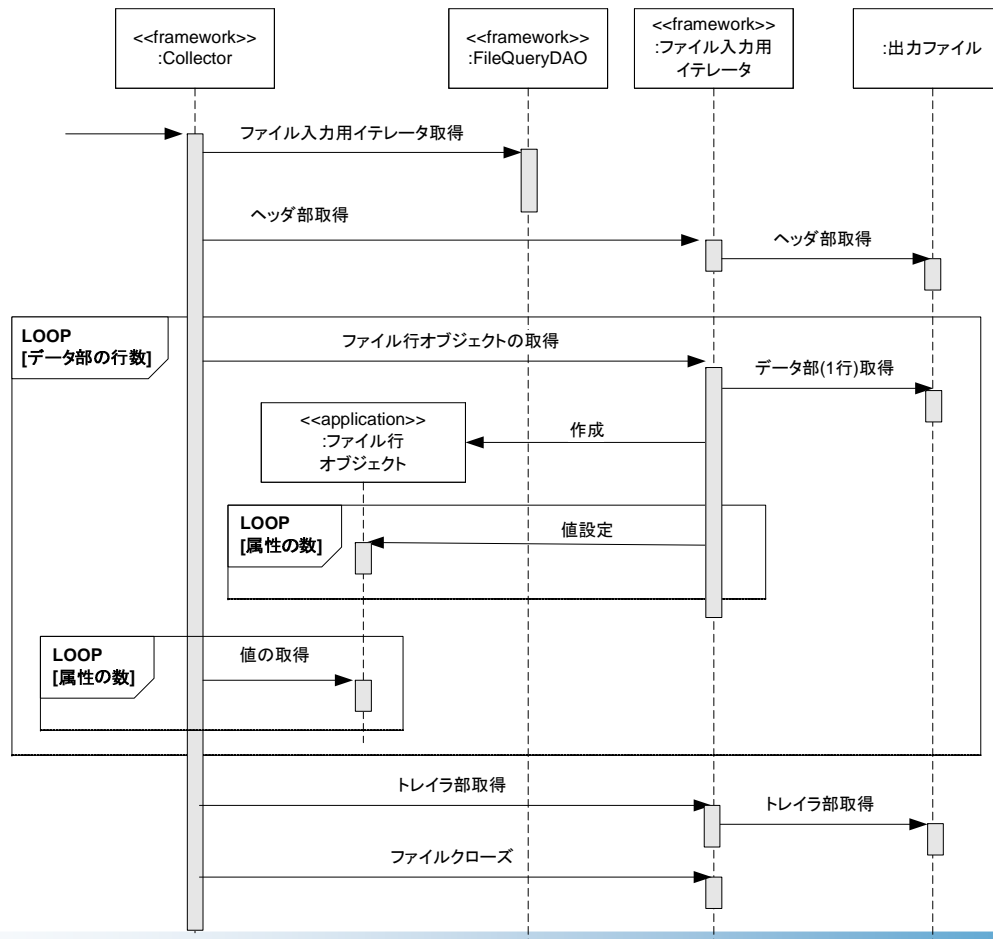 <<framework>>
:Collector
<<framework>>
:FileQueryDAO
<<framework>>
:ファイル入力用
イテレータ
:出力ファイル
ファイル入力用イテレータ取得
ヘッダ部取得
ヘッダ部取得
LOOP
[データ部の行数]
ファイル行オブジェクトの取得
データ部(1行)取得
<<application>>
:ファイル行
オブジェクト
作成
LOOP
[属性の数]
値設定
LOOP
[属性の数]
値の取得
トレイラ部取得
トレイラ部取得
ファイルクローズ